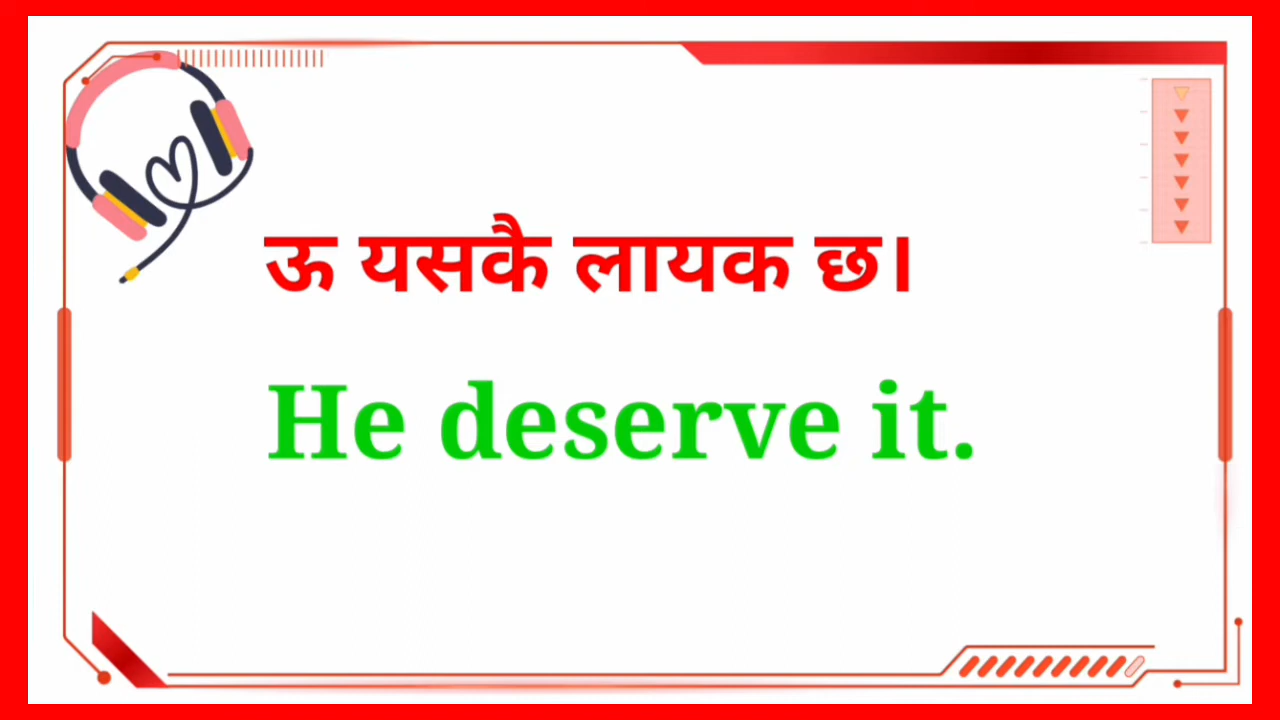 ऊ यसकै लायक छ।
He deserve it.